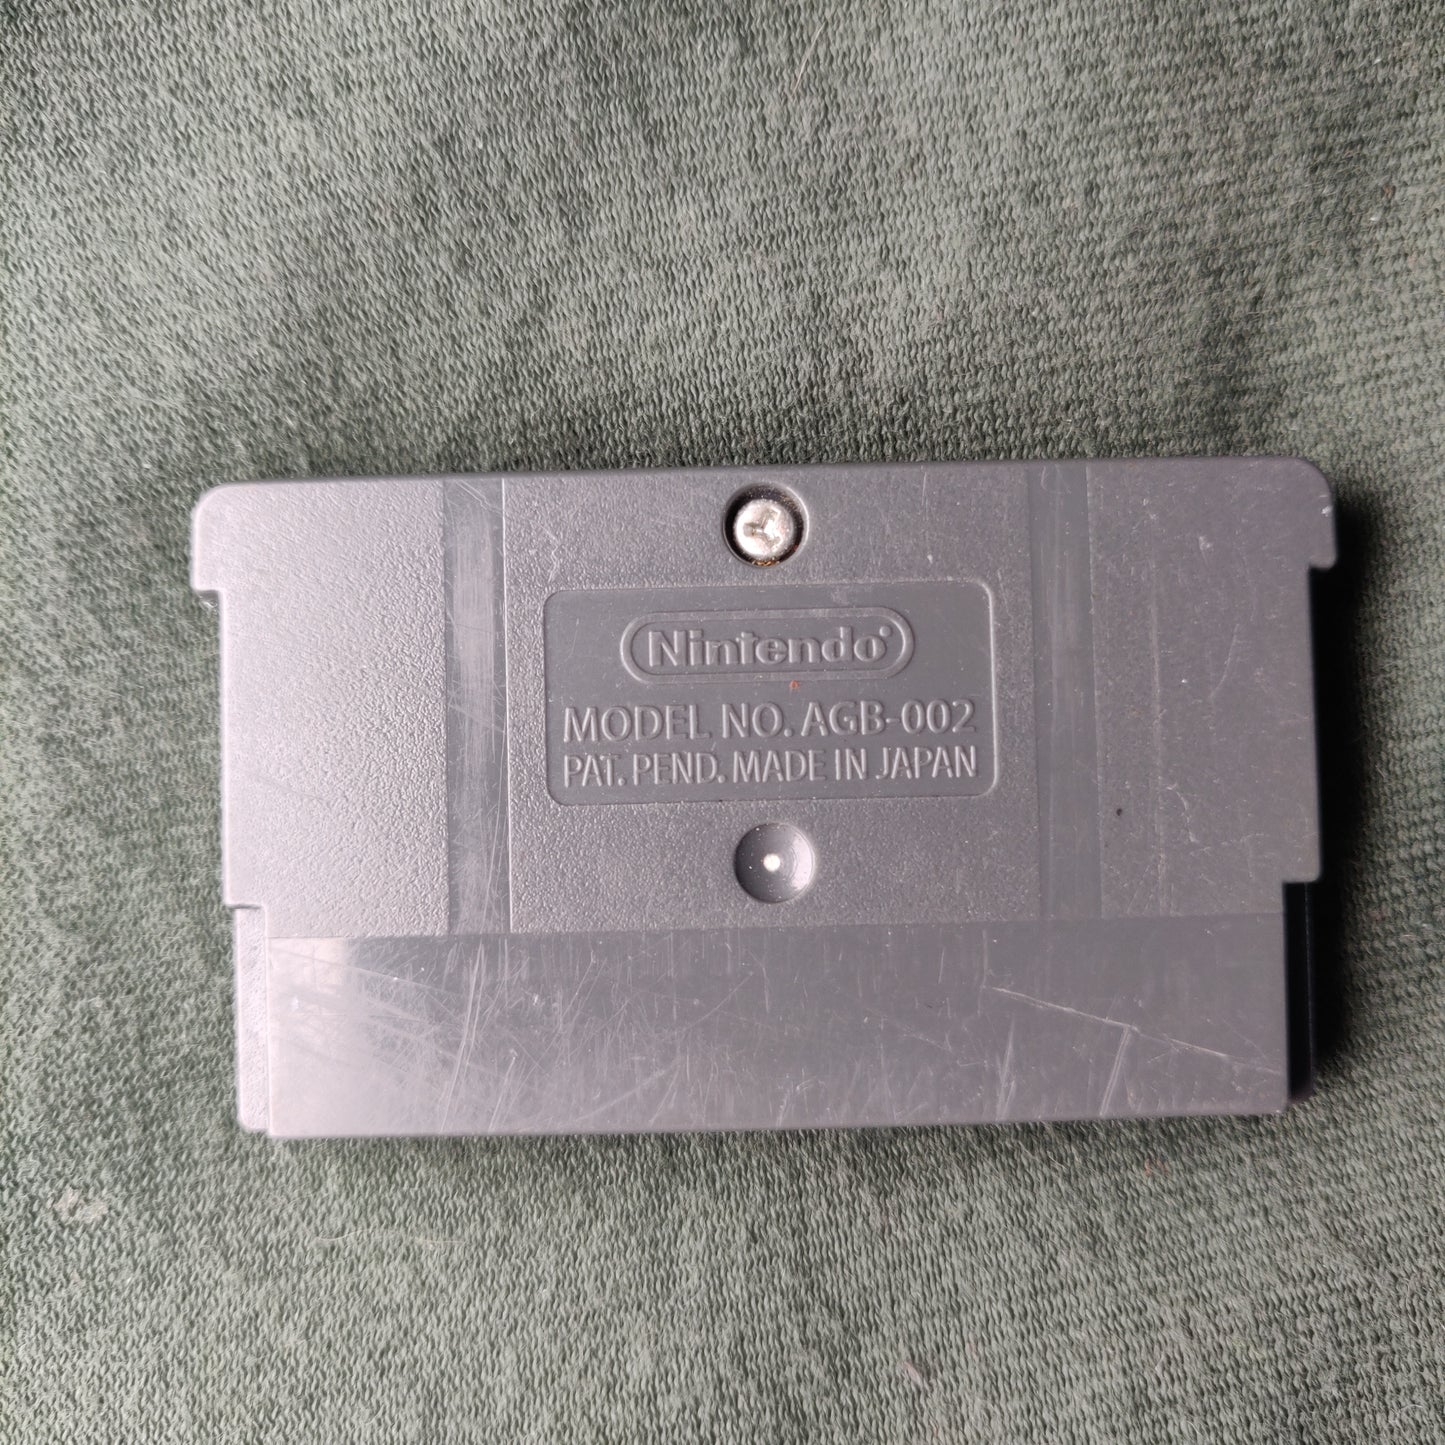 Nintendo®
MODEL NO. AGB-002
PAT. PEND. MADE IN JAPAN